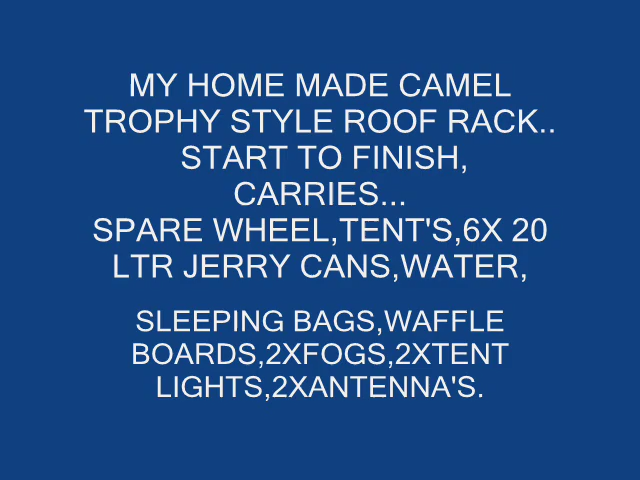 MY HOME MADE CAMEL
TROPHY STYLE ROOF RACK..
START TO FINISH,
CARRIES...
SPARE WHEEL,TENT'S,6X 20
LTR JERRY CANS,WATER,
SLEEPING BAGS,WAFFLE
BOARDS,2XFOGS,2XTENT
LIGHTS,2XANTENNA'S.